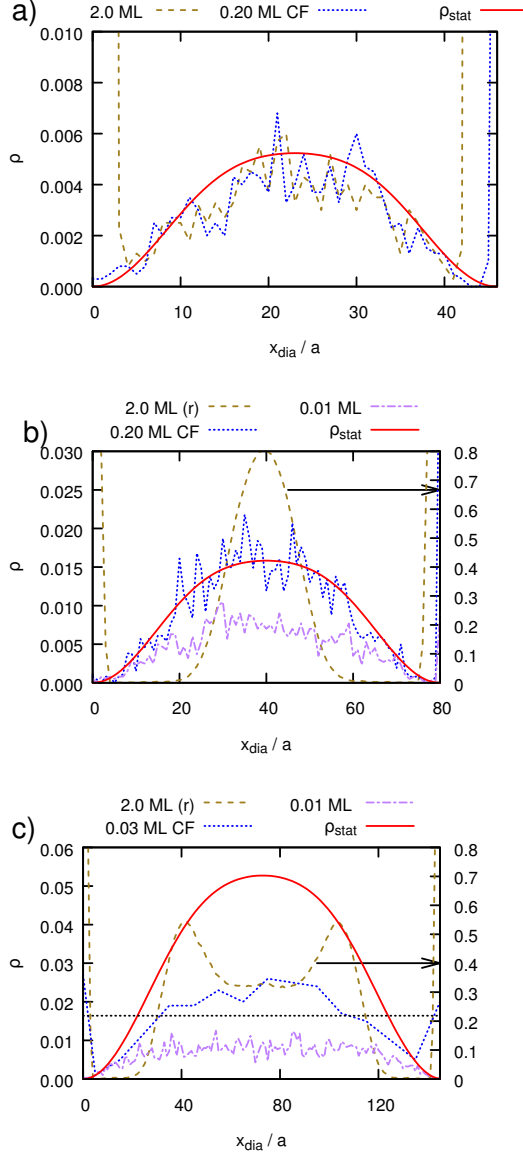 a)
2.0 ML 0.20 ML CF ρstat
0.010
0.008
0.006
0.004
0.002
0.000
ρ
0 10 20 30 40
xdia / a
b)
2.0 ML (r) 0.01 ML
0.20 ML CF ρstat
0.030 0.8
0.025 0.7
0.020 0.6
0.015 0.5
0.010 0.4
0.005 0.3
0.000 0.2
0.1
0
ρ
0 20 40 60 80
xdia / a
c)
2.0 ML (r) 0.01 ML
0.03 ML CF ρstat
0.06 0.8
0.05 0.7
0.04 0.6
0.03 0.5
0.02 0.4
0.01 0.3
0.00 0.2
0.1
0
ρ
0 40 80 120
xdia / a